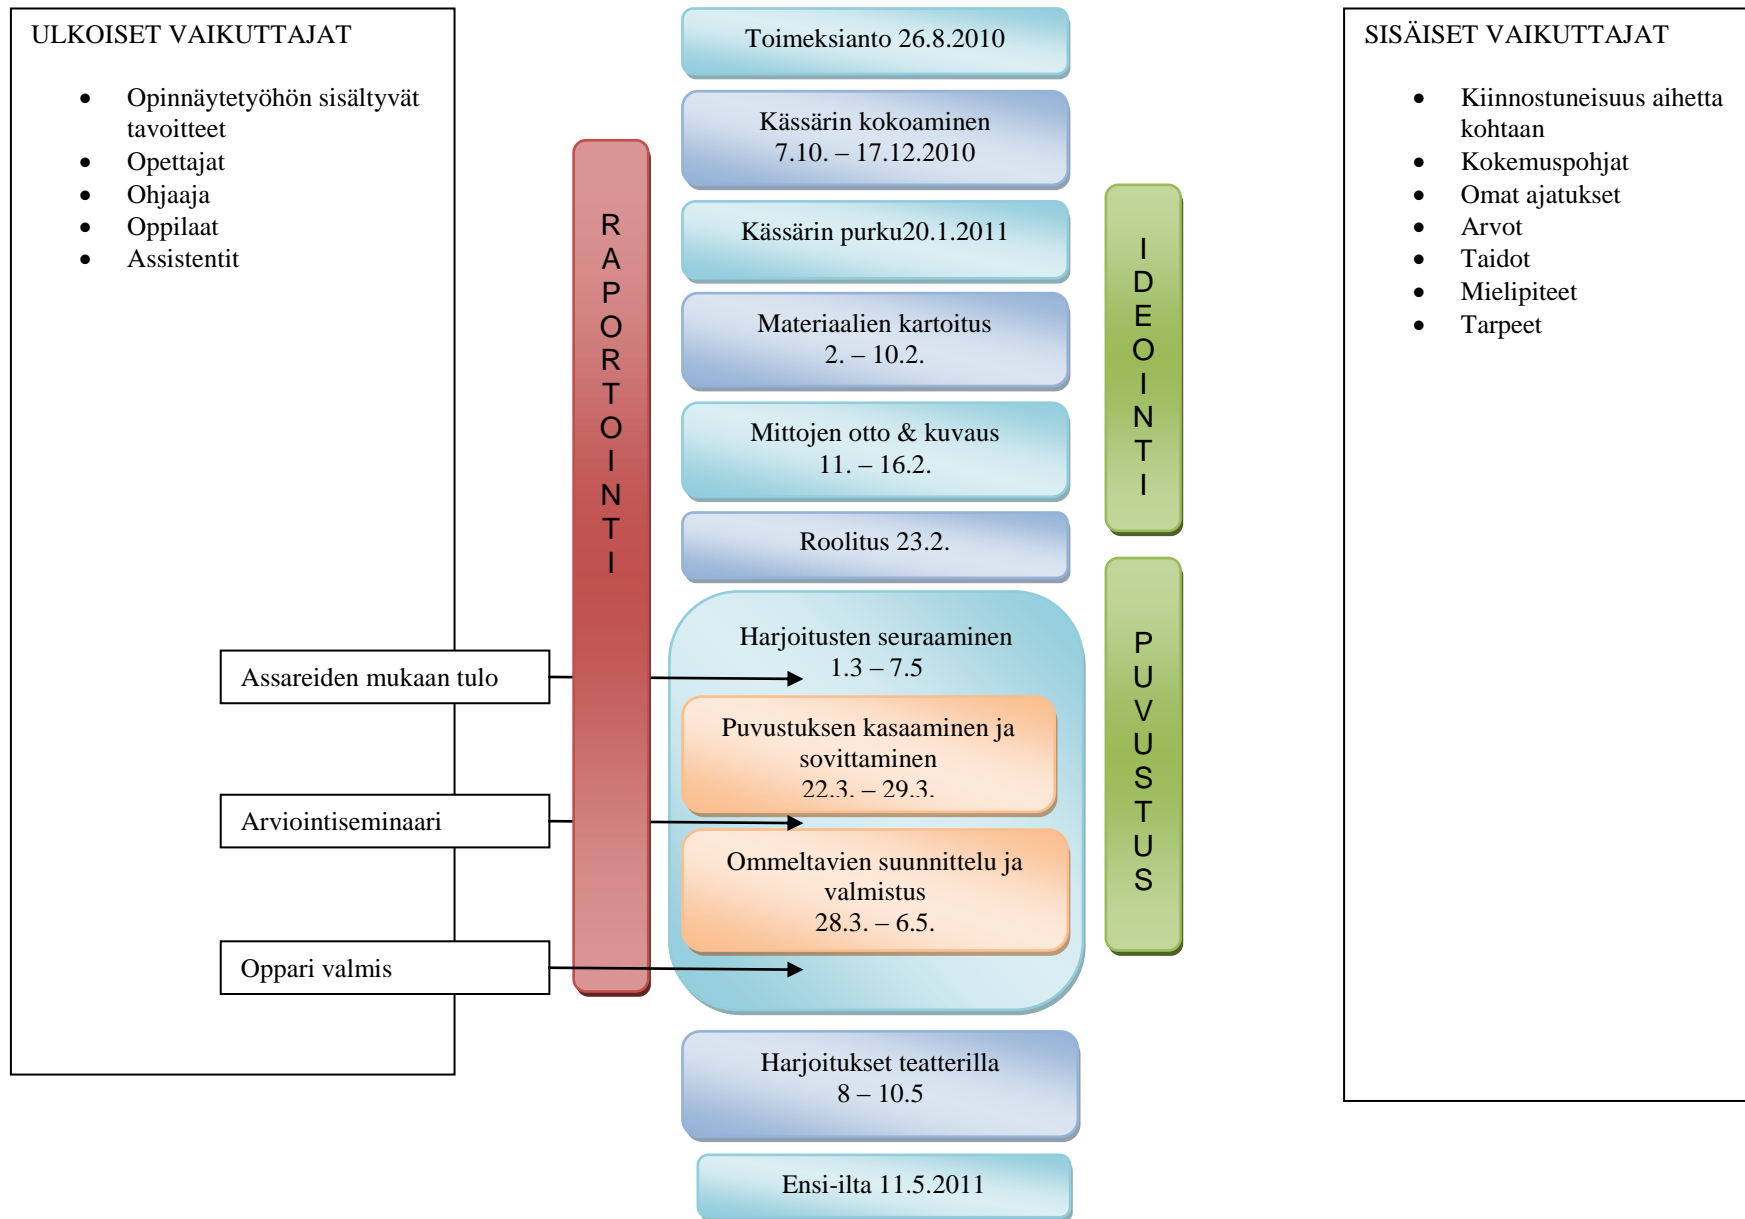 ULKOISET VAIKUTTAJAT
• Opinnäytetyöhön sisältyvät
tavoitteet
• Opettajat
• Ohjaaja
• Oppilaat
• Assistentit
Assareiden mukaan tulo
Arviointiseminaari
Oppari valmis
RAPORTOINTI
Toimeksianto 26.8.2010
Kässärin kokoaminen
7.10. – 17.12.2010
Kässärin purku20.1.2011
Materiaalien kartoitus
2. – 10.2.
Mittojen otto & kuvaus
11. – 16.2.
Roolitus 23.2.
Harjoitusten seuraaminen
1.3 – 7.5
Puvustuksen kasaaminen ja
sovittaminen
22.3. – 29.3.
Ommeltavien suunnittelu ja
valmistus
28.3. – 6.5.
Harjoitukset teatterilla
8 – 10.5
Ensi-ilta 11.5.2011
IDEOINTI
PUVUSTUS
SISÄISET VAIKUTTAJAT
• Kiinnostuneisuus aihetta
kohtaan
• Kokemuspohjat
• Omat ajatukset
• Arvot
• Taidot
• Mielipiteet
• Tarpeet